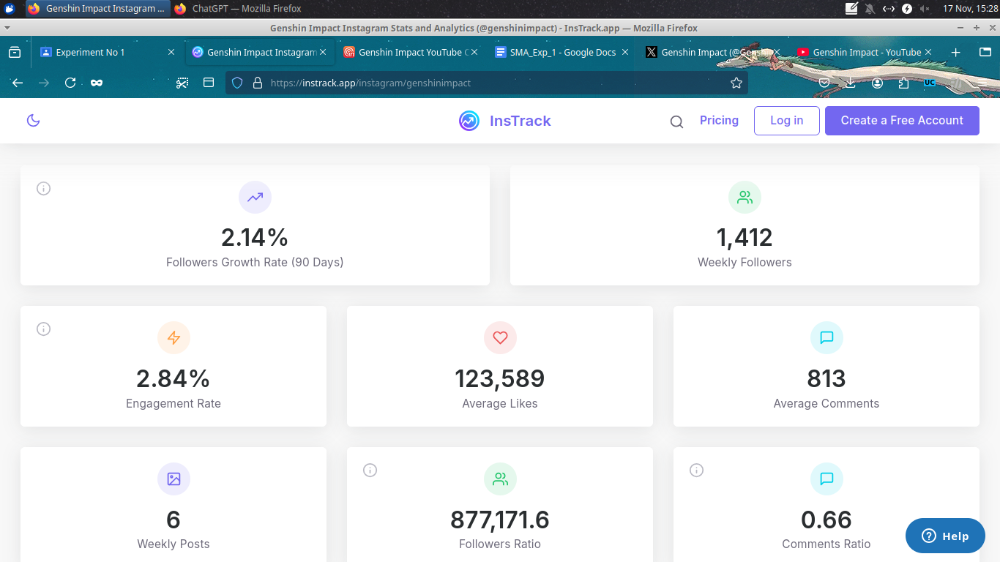 Genshin Impact Instagram ...
ChatGPT — Mozilla Firefox
17 Nov, 15:28
Genshin Impact Instagram Stats and Analytics (@genshinimpact) - InsTrack.app — Mozilla Firefox
Experiment No 1
Genshin Impact Instagram
Genshin Impact YouTube C
SMA_Exp_1 - Google Docs
Genshin Impact (@Genshi
Genshin Impact - YouTube
https://instrack.app/instagram/genshinimpact
UC
InsTrack
Pricing
Log in
Create a Free Account
2.14%
Followers Growth Rate (90 Days)
1,412
Weekly Followers
2.84%
Engagement Rate
123,589
Average Likes
813
Average Comments
6
Weekly Posts
877,171.6
Followers Ratio
0.66
Comments Ratio
Help